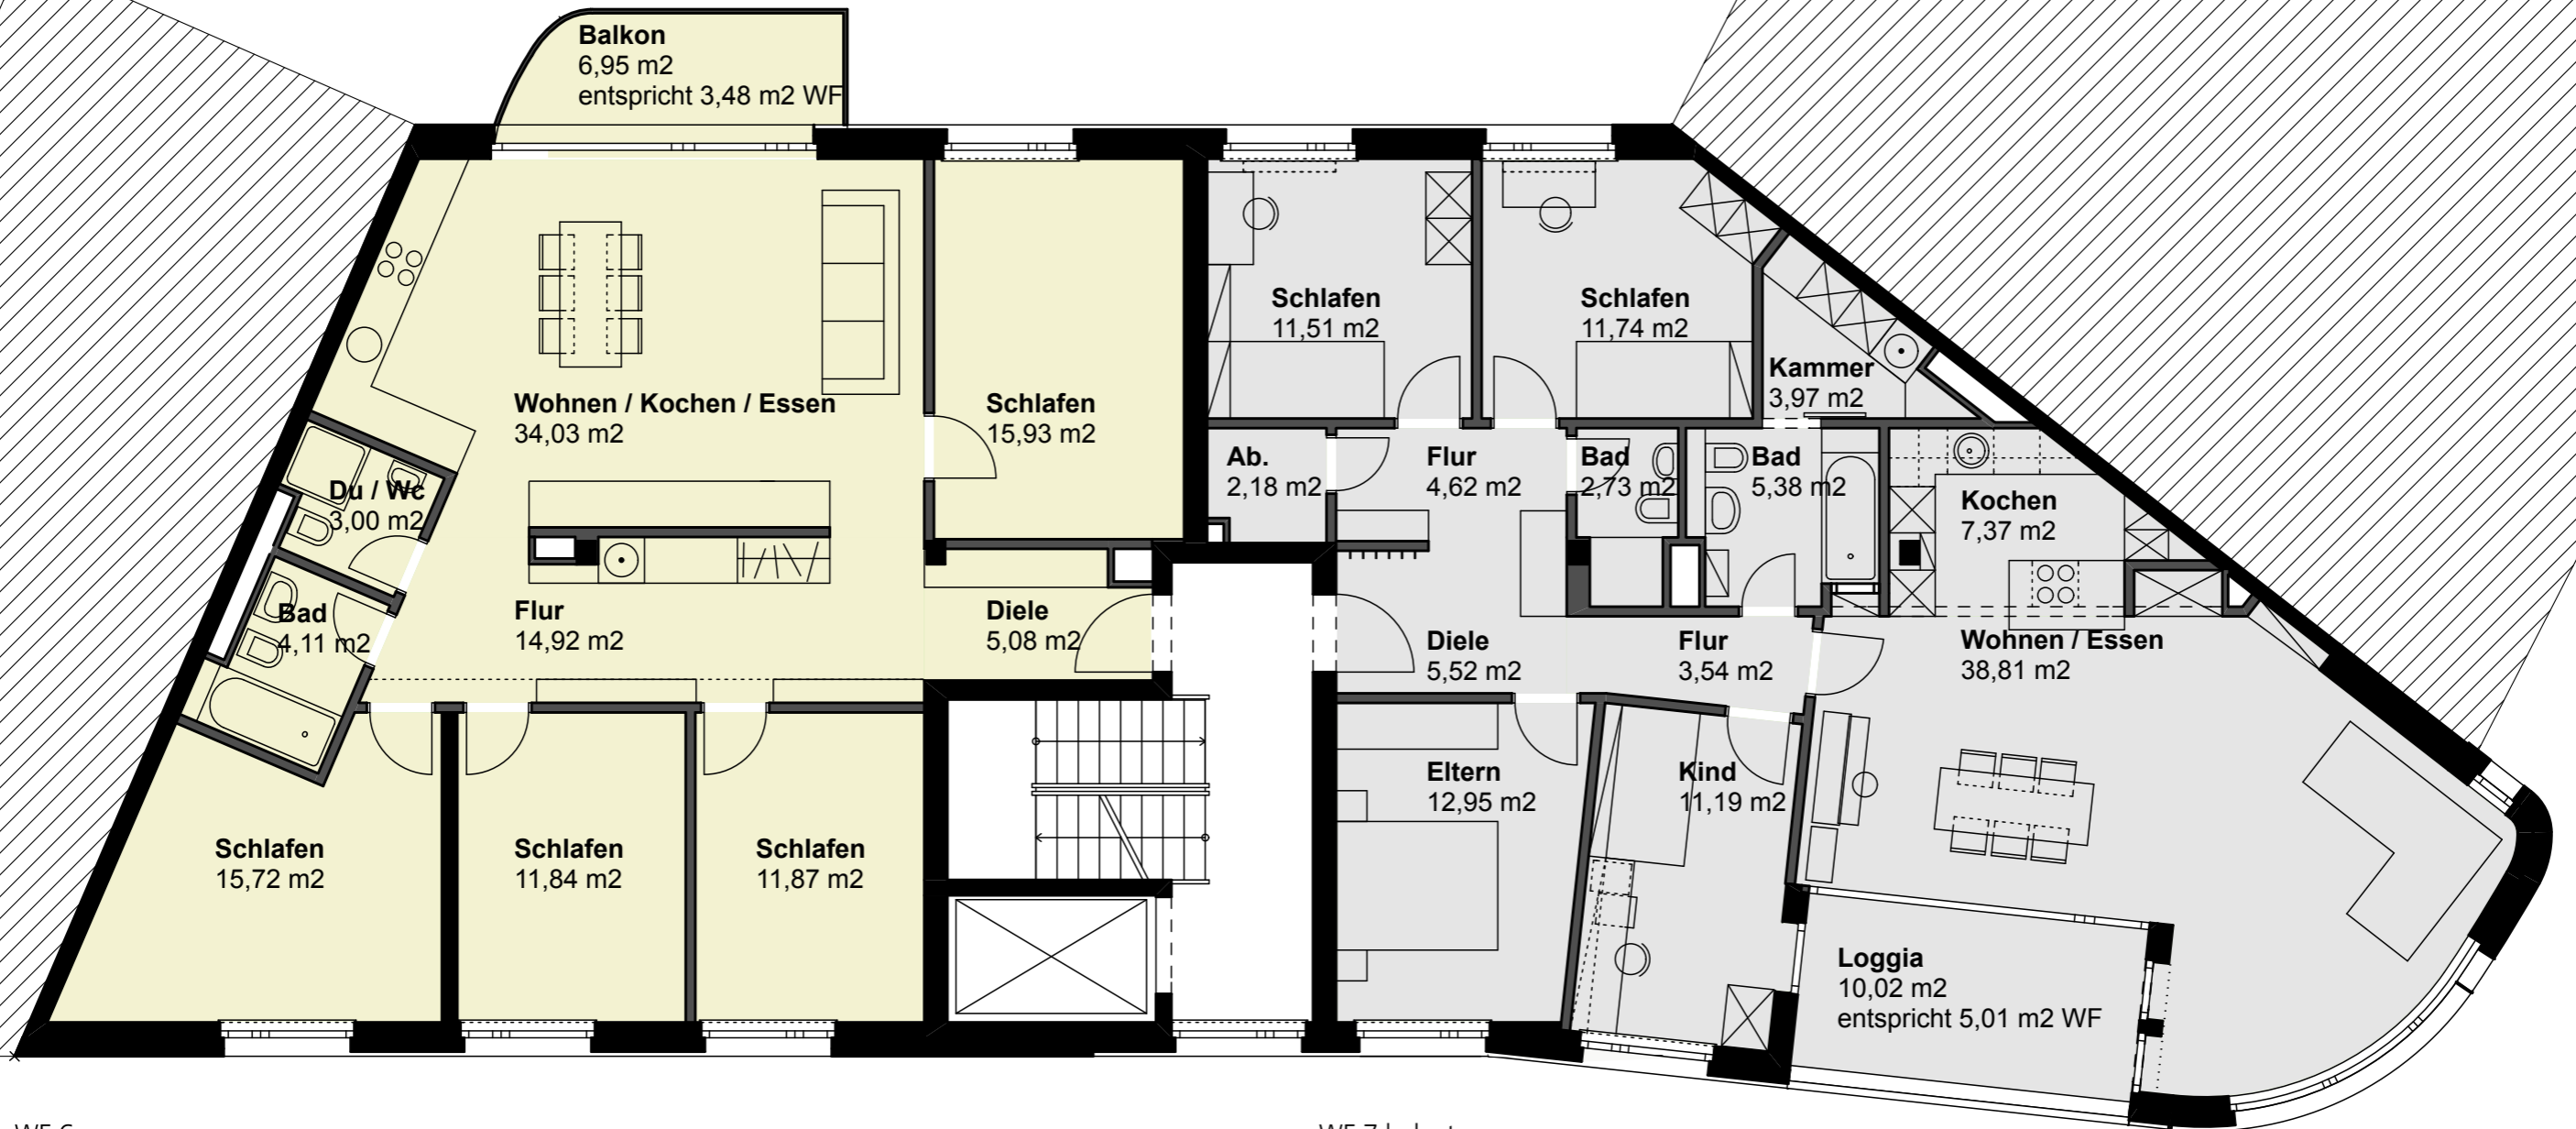 Balkon
6,95 m2
entspricht 3,48 m2 WF
Wohnen / Kochen / Essen
34,03 m2
Schlafen
15,93 m2
Du / Wc
3,00 m2
Bad
4,11 m2
Flur
14,92 m2
Diele
5,08 m2
Schlafen
15,72 m2
Schlafen
11,84 m2
Schlafen
11,87 m2
Schlafen
11,51 m2
Schlafen
11,74 m2
Kammer
3,97 m2
Ab.
2,18 m2
Flur
4,62 m2
Bad
2,73 m2
Bad
5,38 m2
Kochen
7,37 m2
Diele
5,52 m2
Flur
3,54 m2
Wohnen / Essen
38,81 m2
Eltern
12,95 m2
Kind
11,19 m2
Loggia
10,02 m2
entspricht 5,01 m2 WF